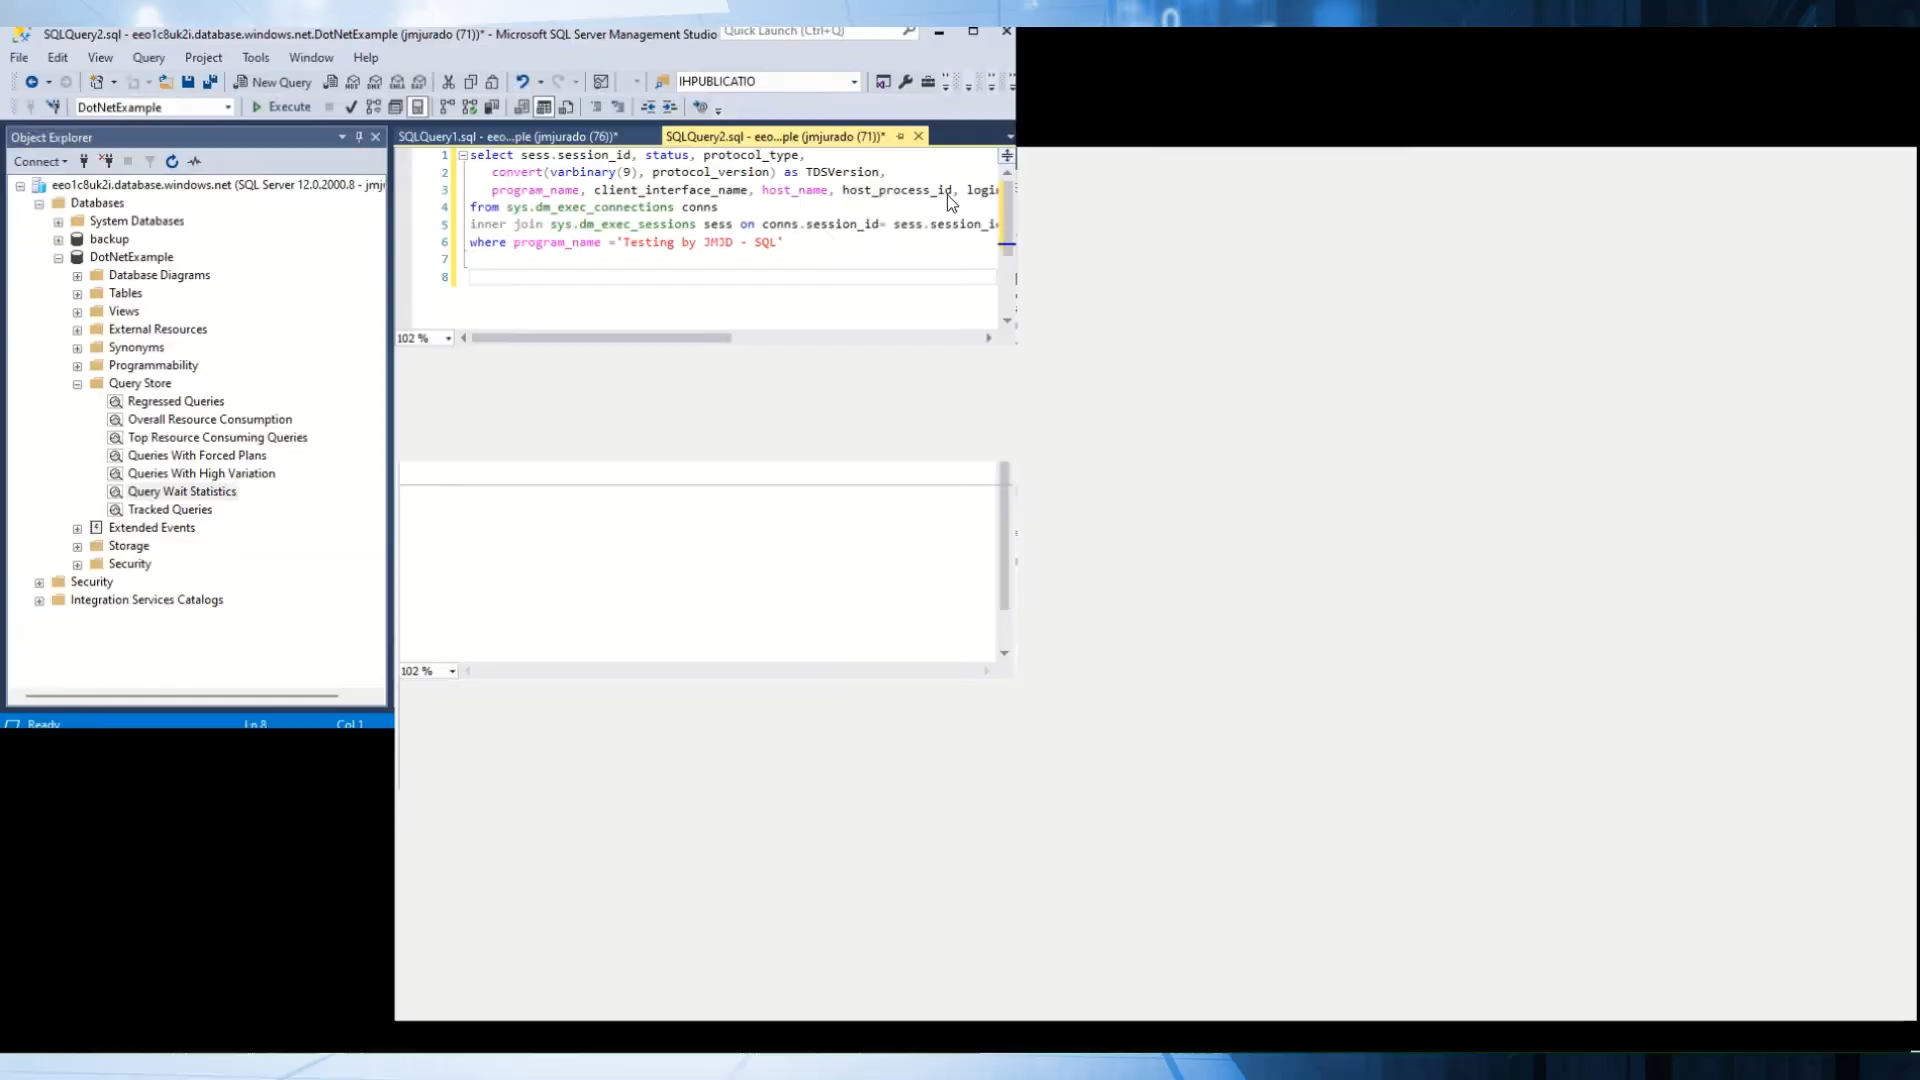 SQLQuery2.sql - eeo1c8uk2i.database.windows.net.DotNetExample (jmjurado (71))* - Microsoft SQL Server Management Studio
Quick Launch (Ctrl+Q)
File Edit View Query Project Tools Window Help
New Query
IHPUBLICATIO
DotNetExample
Execute
Object Explorer
SQLQuery1.sql - eeo...ple (jmjurado (76))*
SQLQuery2.sql - eeo...ple (jmjurado (71))*
Connect
eeo1c8uk2i.database.windows.net (SQL Server 12.0.2000.8 - jmj
Databases
System Databases
backup
DotNetExample
Database Diagrams
Tables
Views
External Resources
Synonyms
Programmability
Query Store
Regressed Queries
Overall Resource Consumption
Top Resource Consuming Queries
Queries With Forced Plans
Queries With High Variation
Query Wait Statistics
Tracked Queries
Extended Events
Storage
Security
Security
Integration Services Catalogs
1 select sess.session_id, status, protocol_type,
2 convert(varbinary(9), protocol_version) as TDSVersion,
3 program_name, client_interface_name, host_name, host_process_id, logi
4 from sys.dm_exec_connections conns
5 inner join sys.dm_exec_sessions sess on conns.session_id= sess.session_i
6 where program_name ='Testing by JMJD - SQL'
7
8
102 %
102 %
Ready Ln 8 Col 1